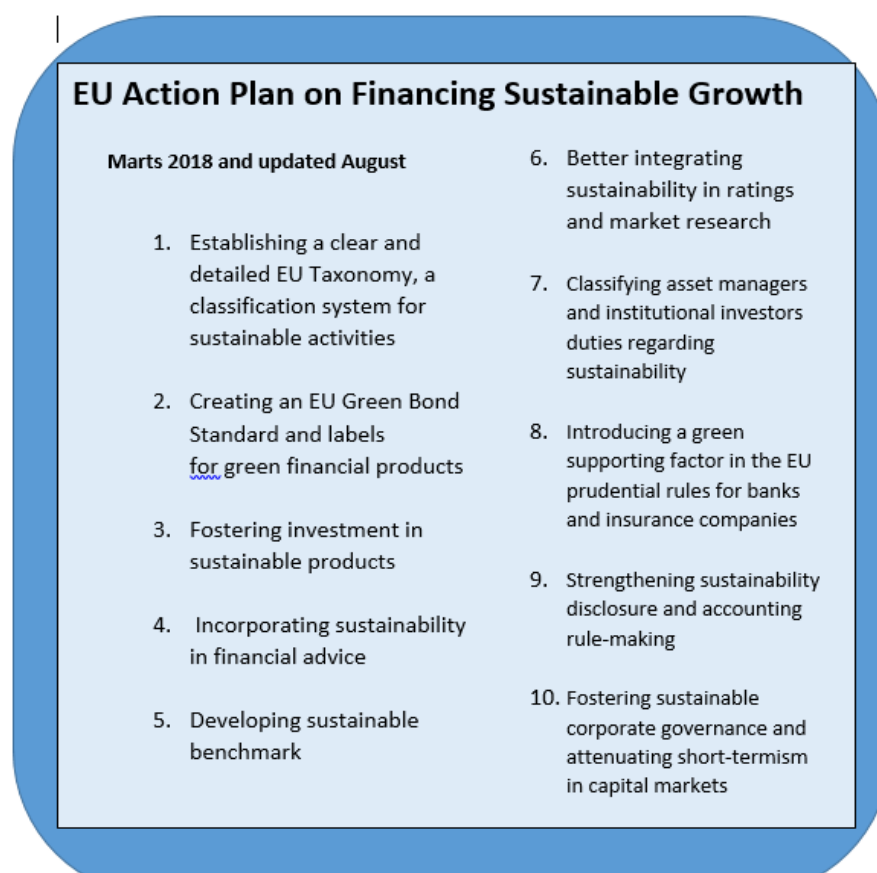 EU Action Plan on Financing Sustainable Growth
Marts 2018 and updated August
1. Establishing a clear and
detailed EU Taxonomy, a
classification system for
sustainable activities
2. Creating an EU Green Bond
Standard and labels
for green financial products
3. Fostering investment in
sustainable products
4. Incorporating sustainability
in financial advice
5. Developing sustainable
benchmark
6. Better integrating
sustainability in ratings
and market research
7. Classifying asset managers
and institutional investors
duties regarding
sustainability
8. Introducing a green
supporting factor in the EU
prudential rules for banks
and insurance companies
9. Strengthening sustainability
disclosure and accounting
rule-making
10. Fostering sustainable
corporate governance and
attenuating short-termism
in capital markets